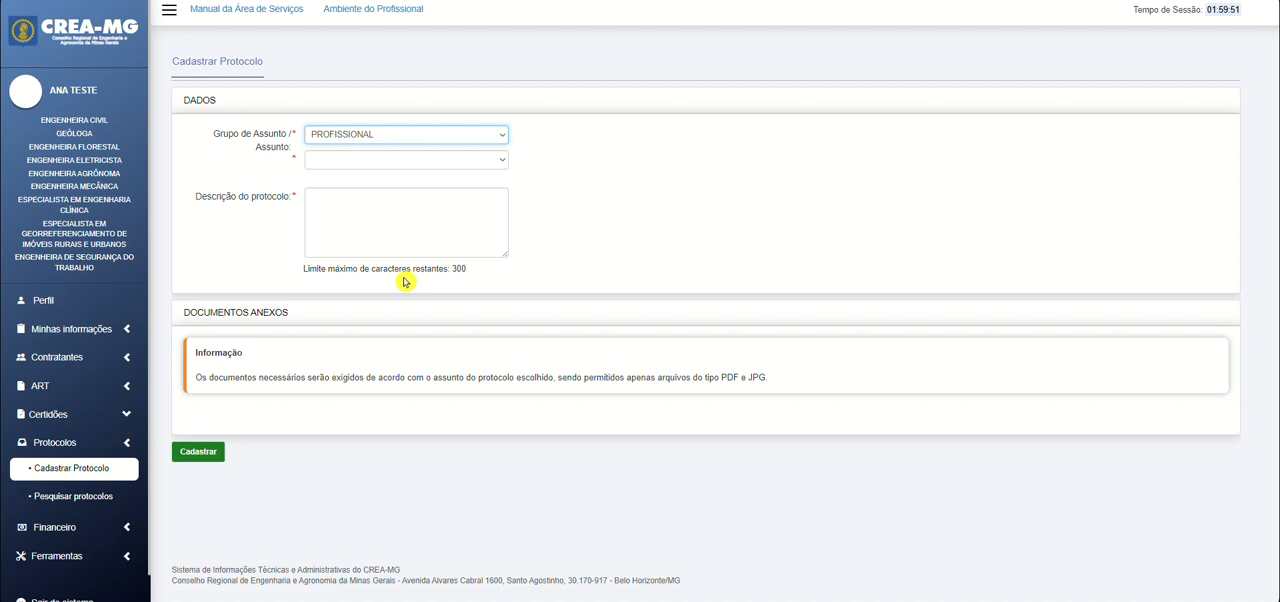 Manual da Área de Serviços
Ambiente do Profissional
Tempo de Sessão: 01:59:51
CREA-MG
Conselho Regional de Engenharia e
Agronomia de Minas Gerais
ANA TESTE
ENGENHEIRA CIVIL
GEÓLOGA
ENGENHEIRA FLORESTAL
ENGENHEIRA ELETRICISTA
ENGENHEIRA AGRÔNOMA
ENGENHEIRA MECÂNICA
ESPECIALISTA EM ENGENHARIA
CLÍNICA
ESPECIALISTA EM
GEORREFERENCIAMENTO DE
IMÓVEIS RURAIS E URBANOS
ENGENHEIRA DE SEGURANÇA DO
TRABALHO
Perfil
Minhas informações
Contratantes
ART
Certidões
Protocolos
• Cadastrar Protocolo
• Pesquisar protocolos
Financeiro
Ferramentas
Sair do sistema
Cadastrar Protocolo
DADOS
Grupo de Assunto /*
Assunto:
*
PROFISSIONAL
Descrição do protocolo:*
Limite máximo de caracteres restantes: 300
DOCUMENTOS ANEXOS
Informação
Os documentos necessários serão exigidos de acordo com o assunto do protocolo escolhido, sendo permitidos apenas arquivos do tipo PDF e JPG.
Cadastrar
Sistema de Informações Técnicas e Administrativas do CREA-MG
Conselho Regional de Engenharia e Agronomia da Minas Gerais - Avenida Alvares Cabral 1600, Santo Agostinho, 30.170-917 - Belo Horizonte/MG